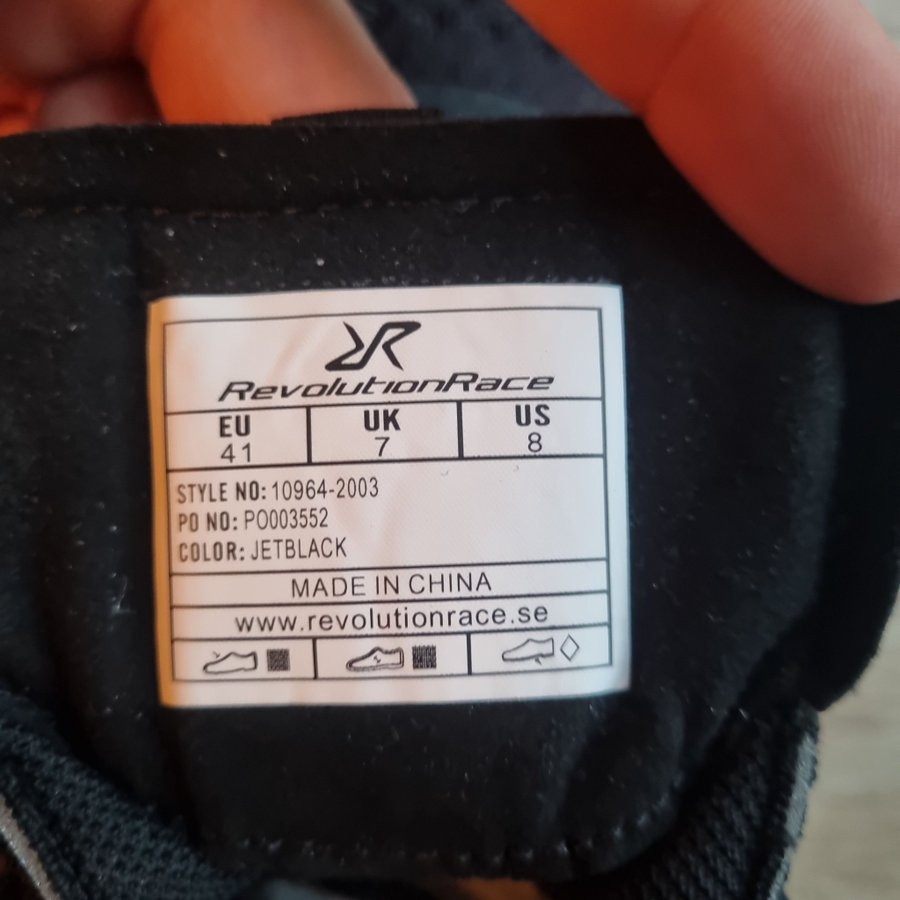 RevolutionRace
EU UK US
41 7 8
STYLE NO: 10964-2003
PO NO: PO003552
COLOR: JETBLACK
MADE IN CHINA
www.revolutionrace.se